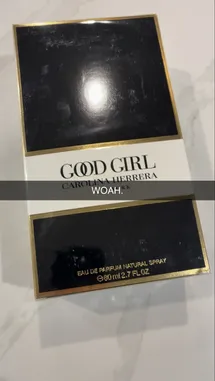 GOOD GIRL
CAROLINA HERRERA
WOAH.
EAU DE PARFUM NATURAL SPRAY
℮80 ml 2.7 FL OZ